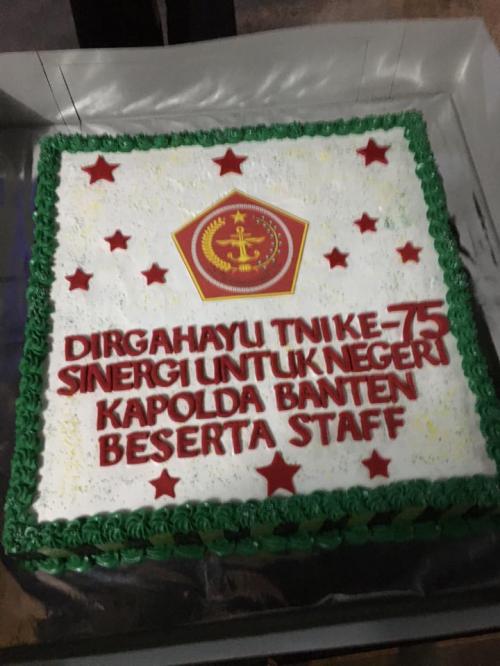 DIRGAHAYU TNI KE-75
SINERGI UNTUK NEGERI
KAPOLDA BANTEN
BESERTA STAFF